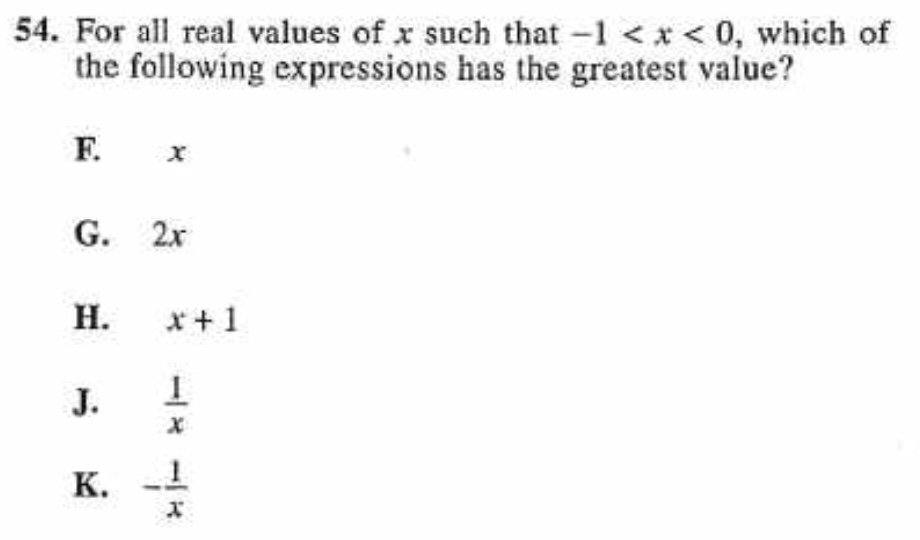 54. For all real values of x such that −1 < x < 0, which of
the following expressions has the greatest value?
F. x
G. 2x
H. x + 1
J. 1/x
K. −1/x